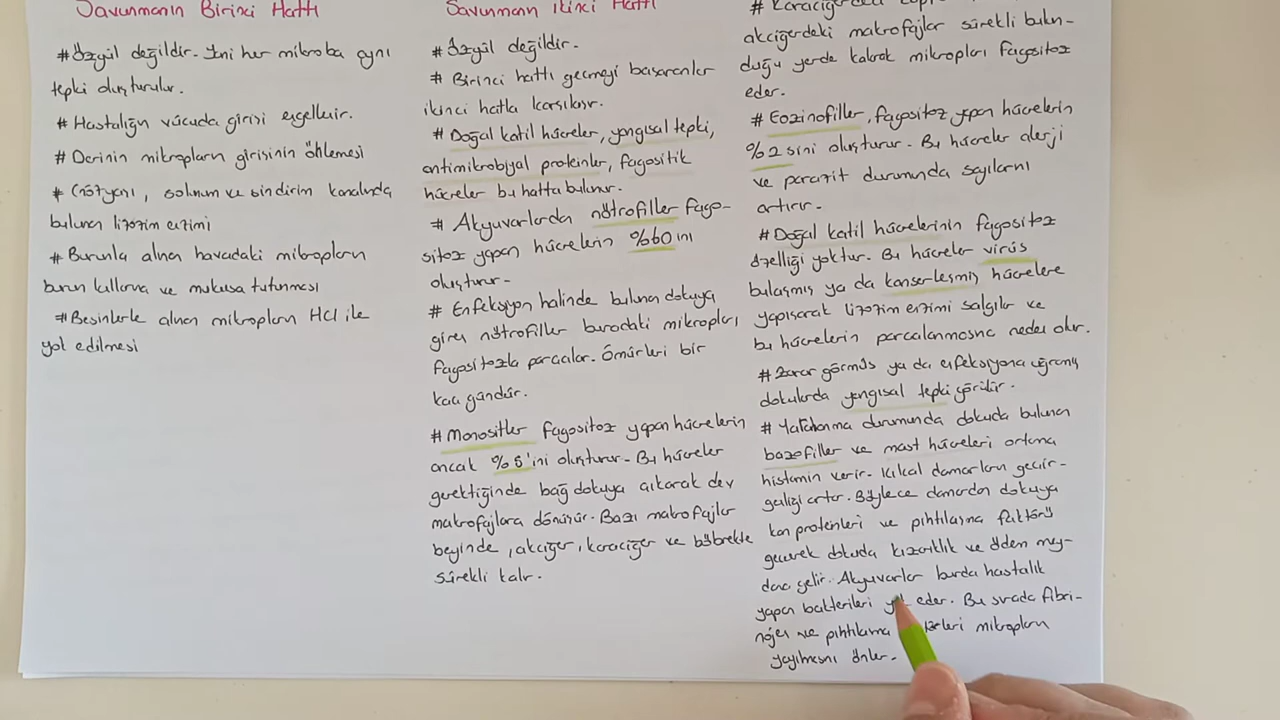 Savunmanın Birinci Hattı
# Özgül değildir. Yani her mikroba aynı
tepki oluşturulur.
# Hastalığın vücuda girişi engellenir.
# Derinin mikropların girişinin önlemesi
# Gözyaşı, solunum ve sindirim kanalında
bulunan lizozim enzimi
# Burunla alınan havadaki mikropların
burun kıllarına ve mukusa tutunması
# Besinlerle alınan mikropların HCl ile
yok edilmesi
Savunmanın İkinci Hattı
# Özgül değildir.
# Birinci hattı geçmeyi başaranlar
ikinci hatla karşılaşır.
# Doğal katil hücreler, yangısal tepki,
antimikrobiyal proteinler, fagositik
hücreler bu hatta bulunur.
# Akyuvarlarda nötrofiller fago-
sitoz yapan hücrelerin %60 ını
oluşturur.
# Enfeksiyon halinde bulunan dokuya
giren nötrofiller buradaki mikropları
fagositozla parçalar. Ömürleri bir
kaç gündür.
# Monositler fagositoz yapan hücrelerin
ancak %5'ini oluşturur. Bu hücreler
gerektiğinde bağ dokuya çıkarak dev
makrofajlara dönüşür. Bazı makrofajlar
beyinde, akciğer, karaciğer ve böbrekte
sürekli kalır.
# Karaciğerdeki
akciğerdeki makrofajlar sürekli bulun-
duğu yerde kalarak mikropları fagositoz
eder.
# Eozinofiller, fagositoz yapan hücrelerin
%2 sini oluşturur. Bu hücreler alerji
ve parazit durumunda sayılarını
artırır.
# Doğal katil hücrelerinin fagositoz
özelliği yoktur. Bu hücreler virüs
bulaşmış ya da kanserleşmiş hücrelere
yapışarak lizozim enzimi salgılar ve
bu hücrelerin parçalanmasına neden olur.
# Zarar görmüş ya da enfeksiyona uğramış
dokularda yangısal tepki görülür.
# Yaralanma durumunda dokuda bulunan
bazofiller ve mast hücreleri ortama
histamin verir. Kılcal damarların geçir-
genliği artar. Böylece damardan dokuya
kan proteinleri ve pıhtılaşma faktörü
geçerek dokuda kızarıklık ve ödem mey-
dana gelir. Akyuvarlar burda hastalık
yapan bakterileri eder. Bu sırada fibri-
nojen ve pıhtılaşma mikropların
yayılmasını önler.